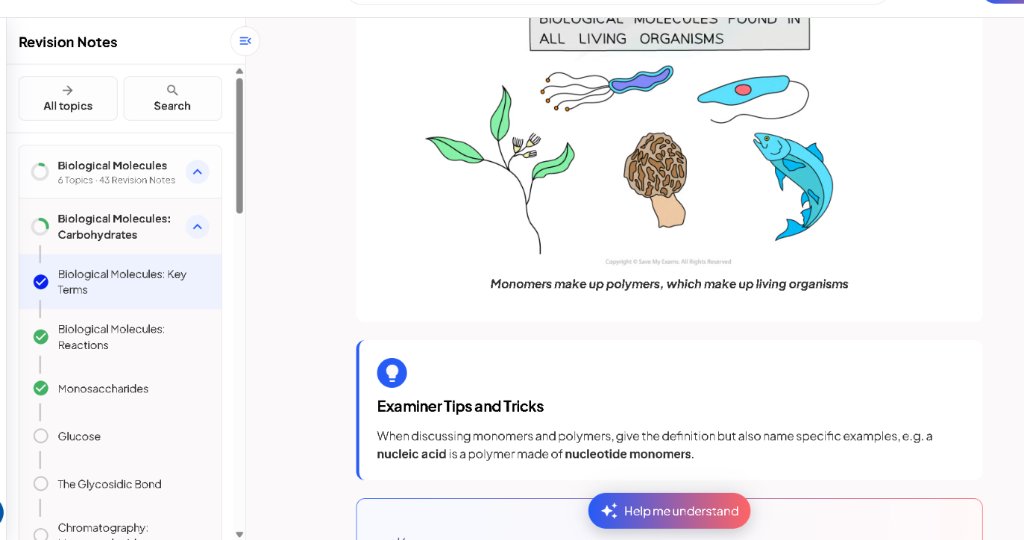 Revision Notes
All topics
Search
Biological Molecules
6 Topics · 43 Revision Notes
Biological Molecules:
Carbohydrates
Biological Molecules: Key
Terms
Biological Molecules:
Reactions
Monosaccharides
Glucose
The Glycosidic Bond
Chromatography:
BIOLOGICAL MOLECULES FOUND IN
ALL LIVING ORGANISMS
Copyright © Save My Exams. All Rights Reserved
Monomers make up polymers, which make up living organisms
Examiner Tips and Tricks
When discussing monomers and polymers, give the definition but also name specific examples, e.g. a
nucleic acid is a polymer made of nucleotide monomers.
Help me understand